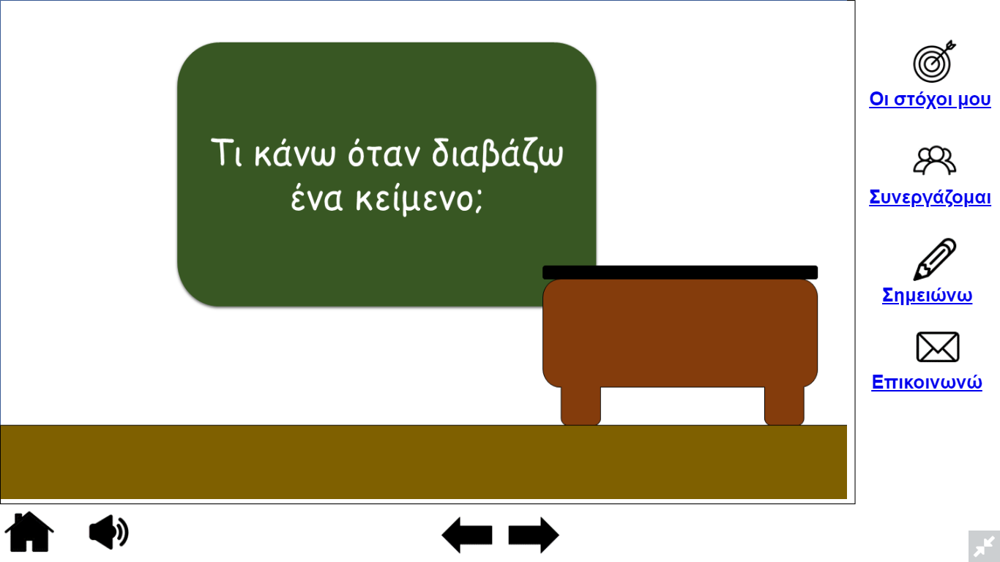 Τι κάνω όταν διαβάζω
ένα κείμενο;
Οι στόχοι μου
Συνεργάζομαι
Σημειώνω
Επικοινωνώ